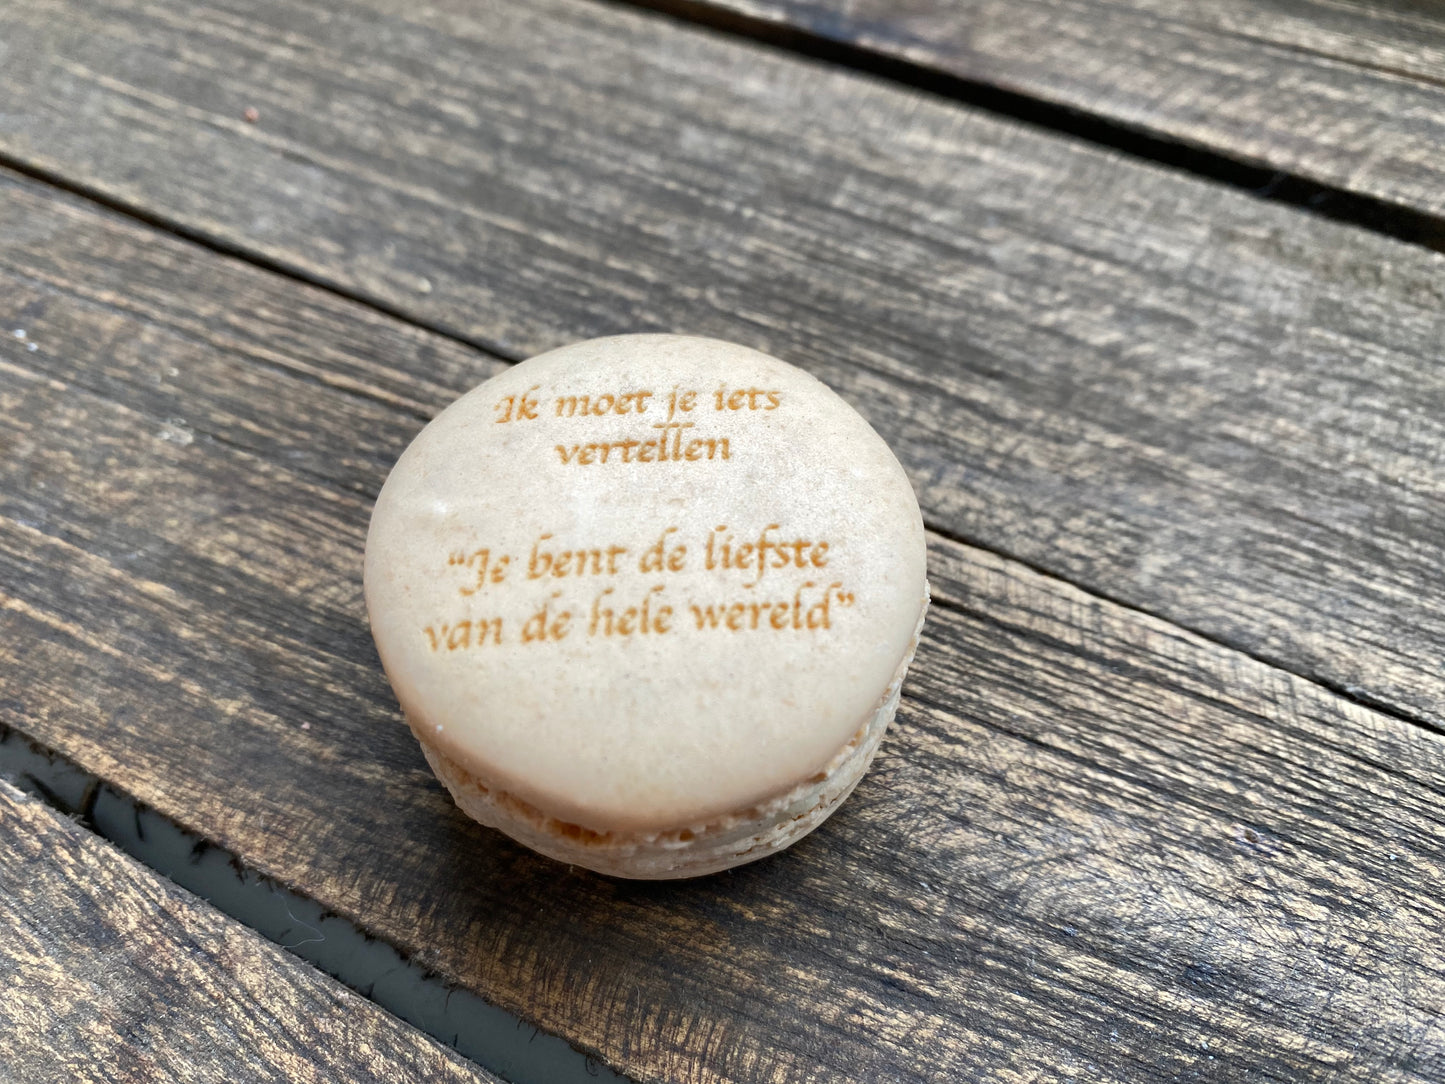 Ik moet je iets
vertellen
“Je bent de liefste
van de hele wereld”